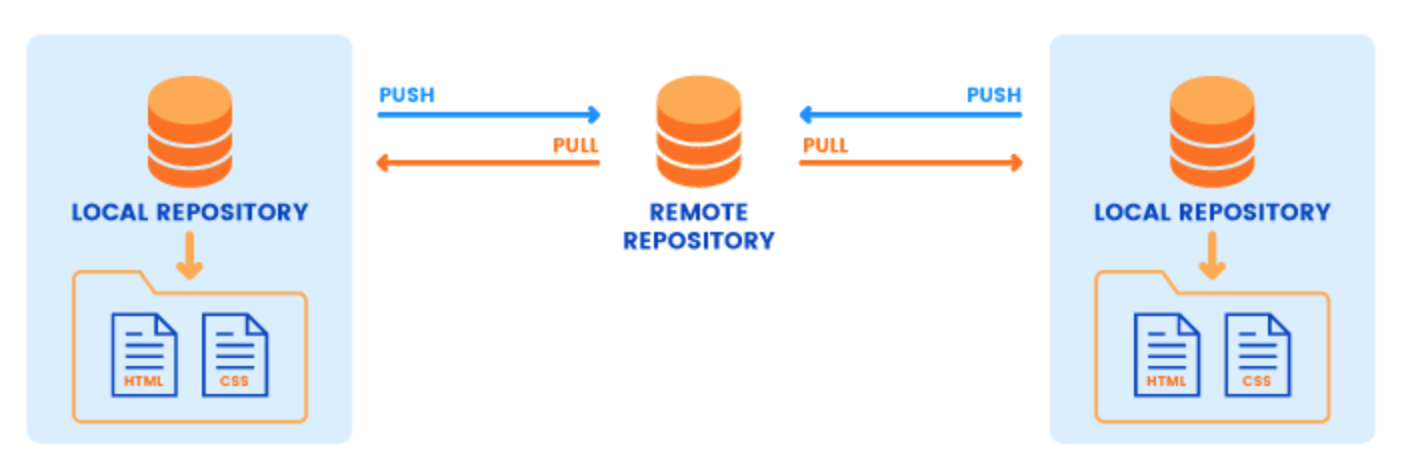 PUSH
PUSH
PULL
PULL
LOCAL REPOSITORY
REMOTE
REPOSITORY
LOCAL REPOSITORY
HTML
CSS
HTML
CSS